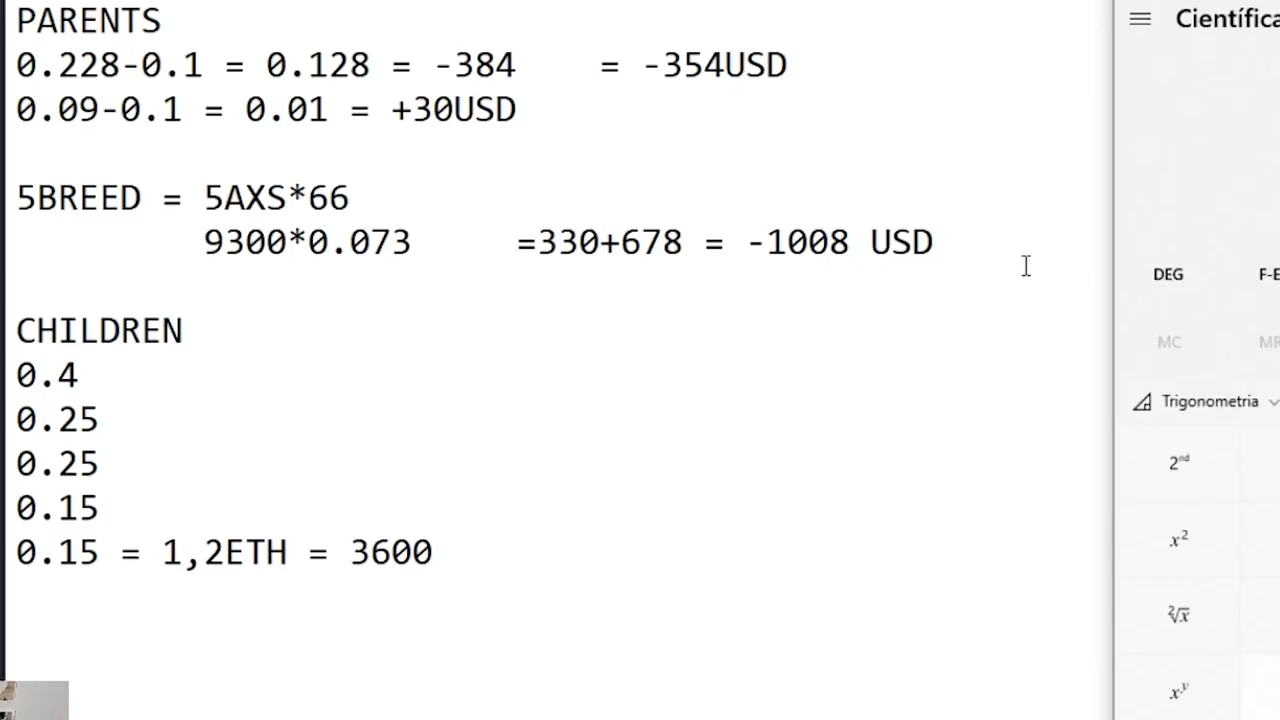 PARENTS
0.228-0.1 = 0.128 = -384 = -354USD
0.09-0.1 = 0.01 = +30USD
5BREED = 5AXS*66
9300*0.073 =330+678 = -1008 USD
CHILDREN
0.4
0.25
0.25
0.15
0.15 = 1,2ETH = 3600
Científica
DEG
F-E
MC
MR
Trigonometria
2nd
x²
²√x
xʸ